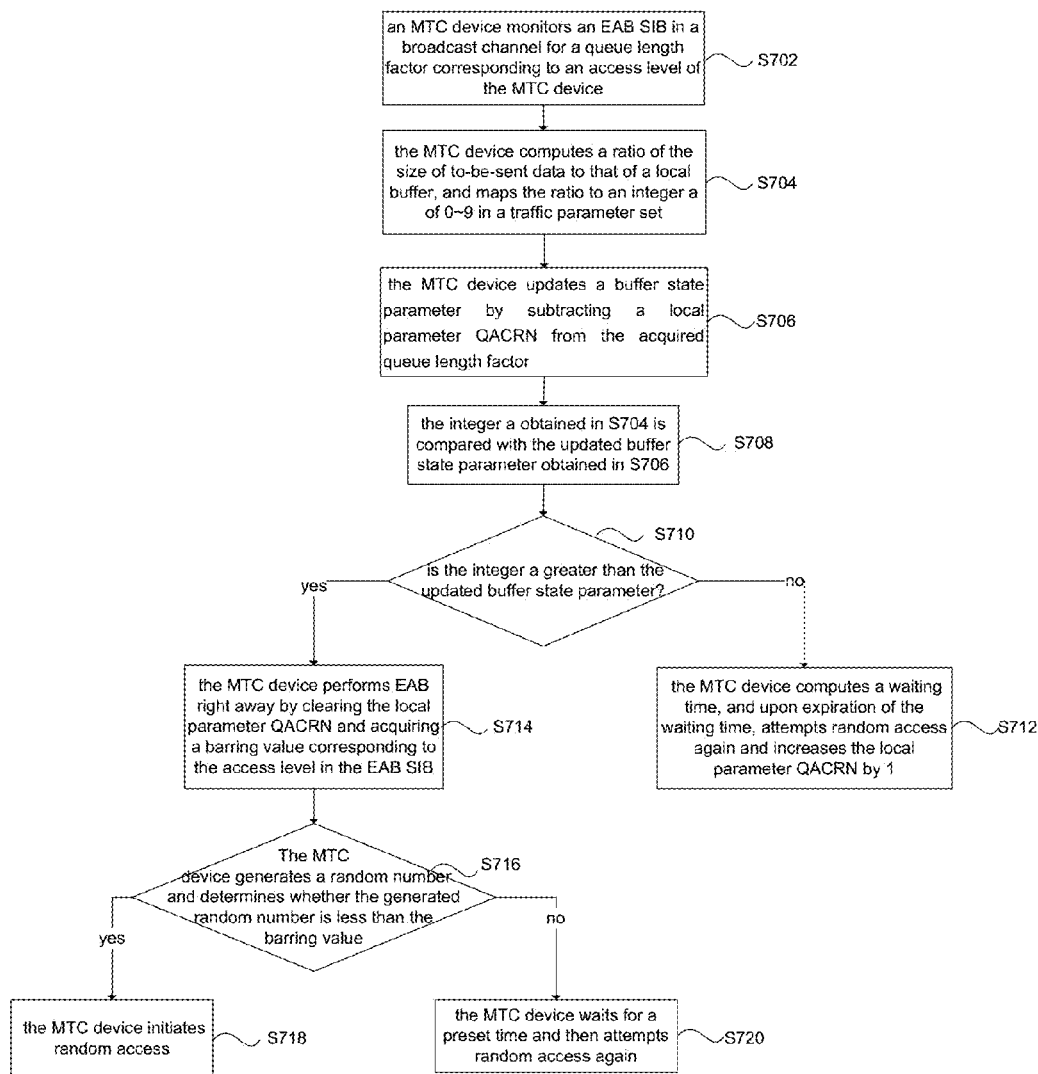 an MTC device monitors an EAB SIB in a
broadcast channel for a queue length
factor corresponding to an access level of
the MTC device
S702
the MTC device computes a ratio of the
size of to-be-sent data to that of a local
buffer, and maps the ratio to an integer a
of 0~9 in a traffic parameter set
S704
the MTC device updates a buffer state
parameter by subtracting a local
parameter QACRN from the acquired
queue length factor
S706
the integer a obtained in S704 is
compared with the updated buffer
state parameter obtained in S706
S708
S710
is the integer a greater than the
updated buffer state parameter?
yes
no
the MTC device performs EAB
right away by clearing the local
parameter QACRN and acquiring
a barring value corresponding to
the access level in the EAB SIB
S714
the MTC device computes a waiting
time, and upon expiration of the
waiting time, attempts random access
again and increases the local
parameter QACRN by 1
S712
The MTC
device generates a random number
and determines whether the generated
random number is less than the
barring value
S716
yes
no
the MTC device initiates
random access
S718
the MTC device waits for a
preset time and then attempts
random access again
S720